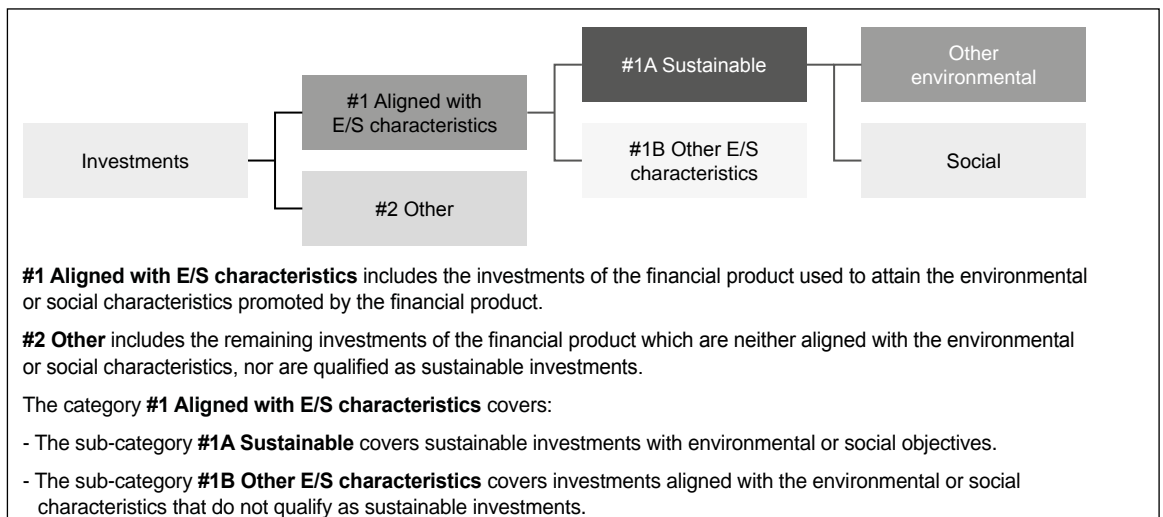 Investments
#1 Aligned with
E/S characteristics
#2 Other
#1A Sustainable
#1B Other E/S
characteristics
Other
environmental
Social
#1 Aligned with E/S characteristics includes the investments of the financial product used to attain the environmental
or social characteristics promoted by the financial product.
#2 Other includes the remaining investments of the financial product which are neither aligned with the environmental
or social characteristics, nor are qualified as sustainable investments.
The category #1 Aligned with E/S characteristics covers:
- The sub-category #1A Sustainable covers sustainable investments with environmental or social objectives.
- The sub-category #1B Other E/S characteristics covers investments aligned with the environmental or social
characteristics that do not qualify as sustainable investments.